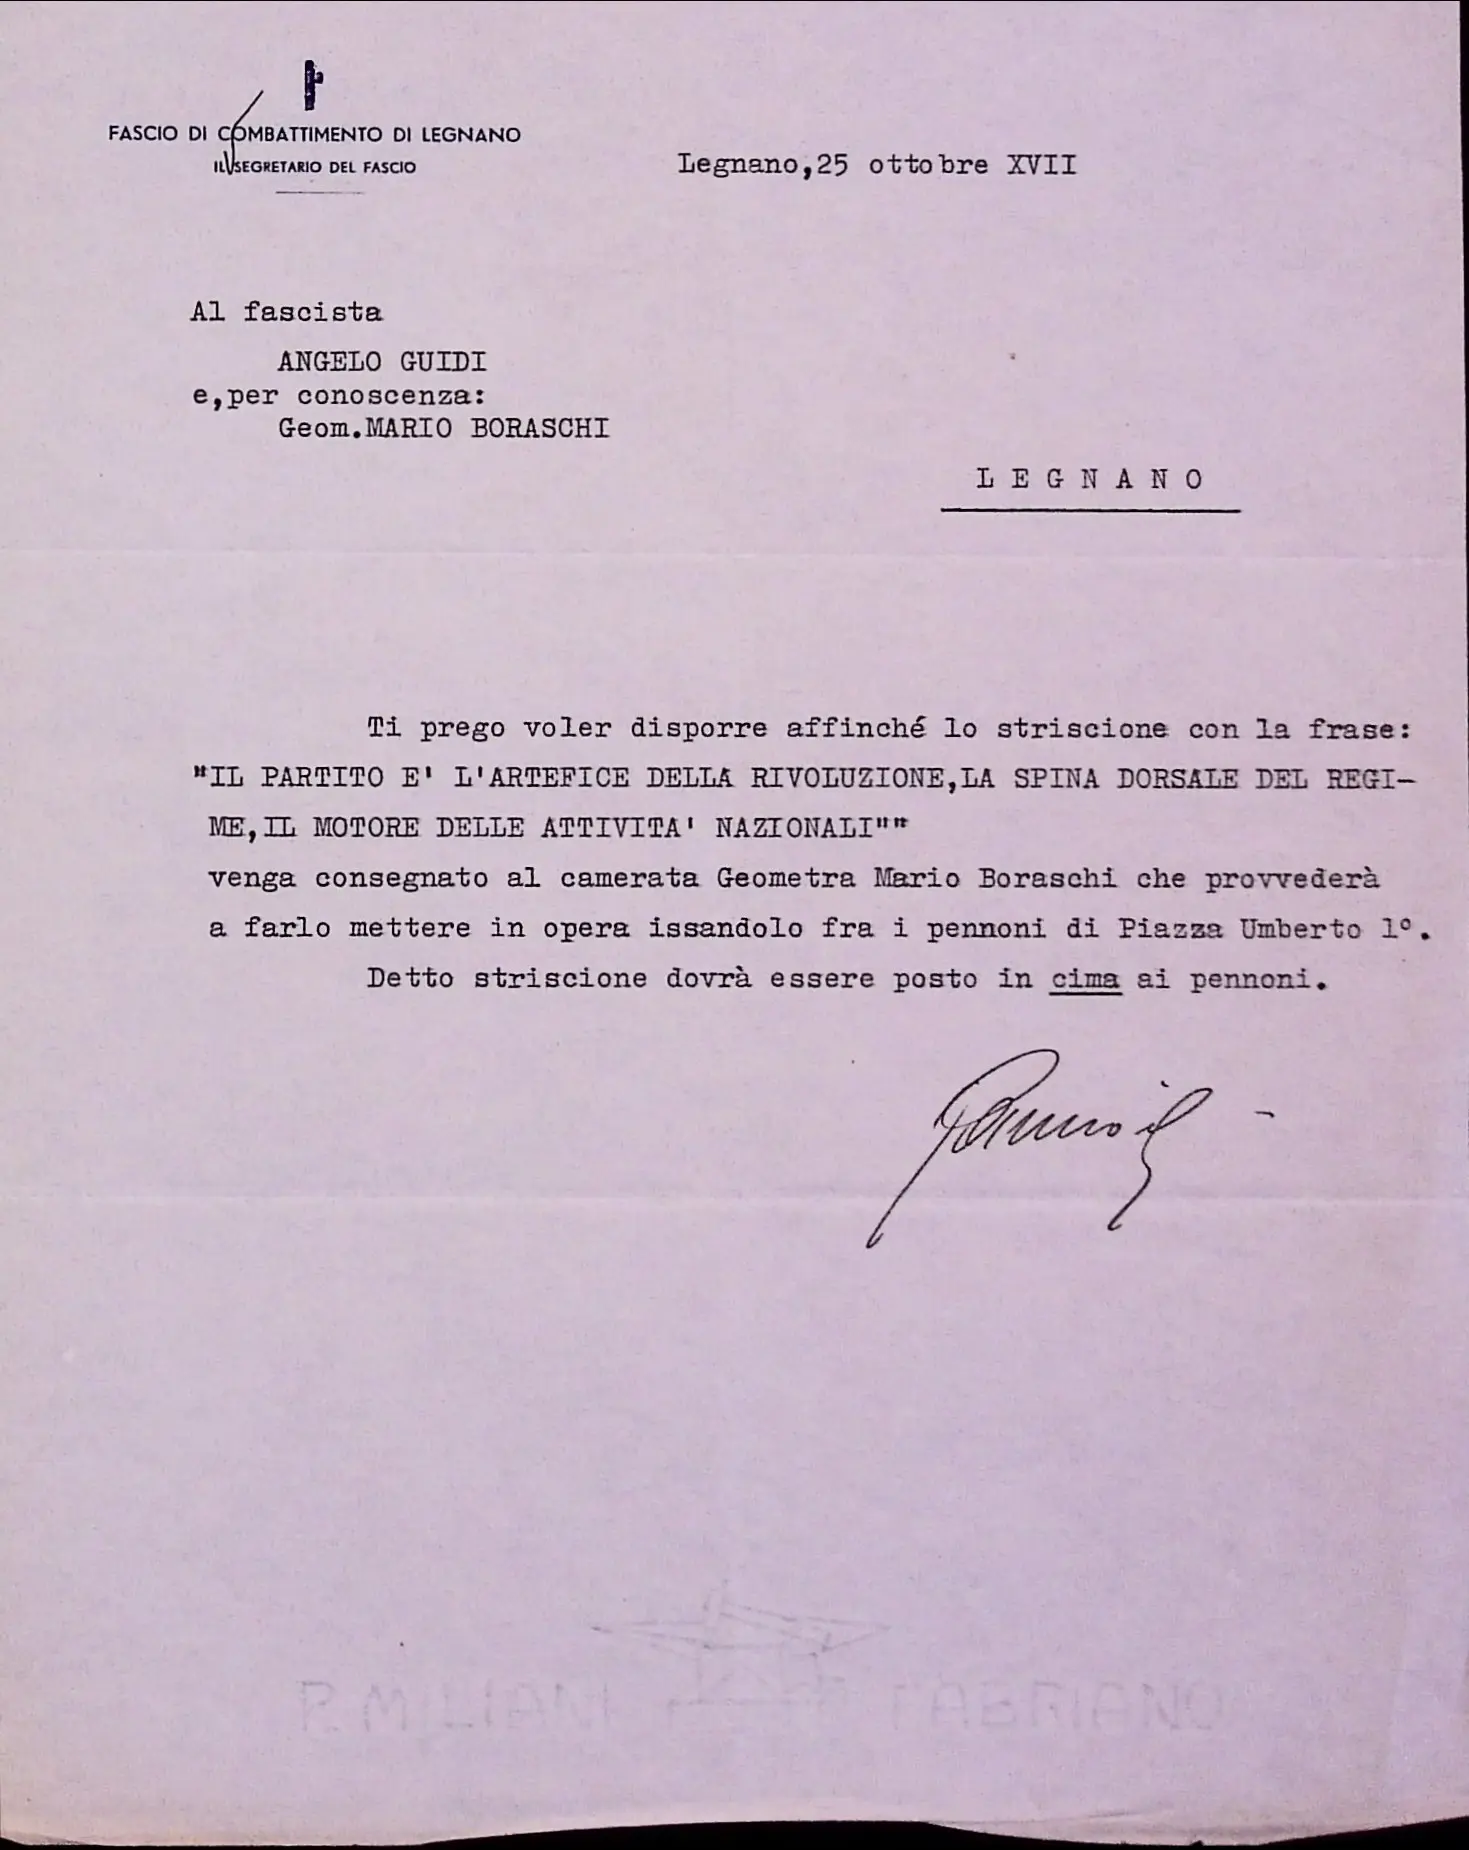 FASCIO DI COMBATTIMENTO DI LEGNANO
IL SEGRETARIO DEL FASCIO
Legnano,25 ottobre XVII
Al fascista
ANGELO GUIDI
e,per conoscenza:
Geom.MARIO BORASCHI
L E G N A N O
Ti prego voler disporre affinché lo striscione con la frase:
"IL PARTITO E' L'ARTEFICE DELLA RIVOLUZIONE,LA SPINA DORSALE DEL REGI-
ME,IL MOTORE DELLE ATTIVITA' NAZIONALI""
venga consegnato al camerata Geometra Mario Boraschi che provvederà
a farlo mettere in opera issandolo fra i pennoni di Piazza Umberto 1°.
Detto striscione dovrà essere posto in cima ai pennoni.
P. MILIANI FABRIANO